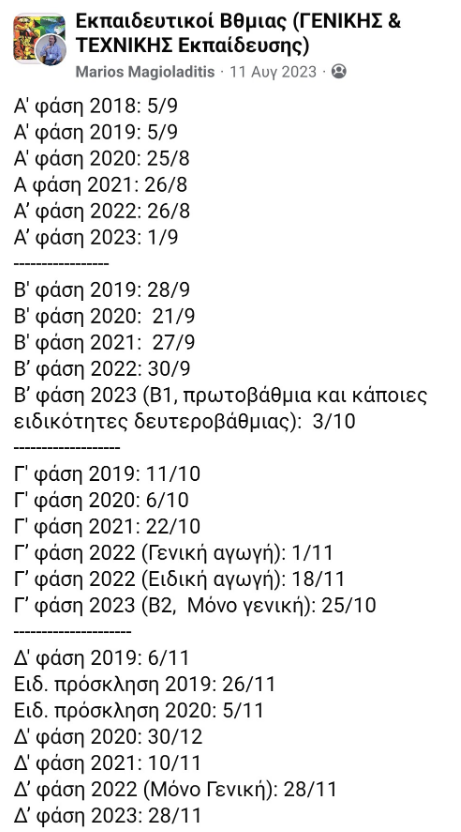 Εκπαιδευτικοί Βθμιας (ΓΕΝΙΚΗΣ &
ΤΕΧΝΙΚΗΣ Εκπαίδευσης)
Marios Magioladitis · 11 Αυγ 2023 ·
Α' φάση 2018: 5/9
Α' φάση 2019: 5/9
Α' φάση 2020: 25/8
Α φάση 2021: 26/8
Α’ φάση 2022: 26/8
Α’ φάση 2023: 1/9
-----------------
Β' φάση 2019: 28/9
Β' φάση 2020:  21/9
Β' φάση 2021:  27/9
Β’ φάση 2022: 30/9
Β’ φάση 2023 (Β1, πρωτοβάθμια και κάποιες
ειδικότητες δευτεροβάθμιας):  3/10
-------------------
Γ' φάση 2019: 11/10
Γ' φάση 2020: 6/10
Γ' φάση 2021: 22/10
Γ’ φάση 2022 (Γενική αγωγή): 1/11
Γ’ φάση 2022 (Ειδική αγωγή): 18/11
Γ’ φάση 2023 (Β2,  Μόνο γενική): 25/10
---------------------
Δ' φάση 2019: 6/11
Ειδ. πρόσκληση 2019: 26/11
Ειδ. πρόσκληση 2020: 5/11
Δ' φάση 2020: 30/12
Δ' φάση 2021: 10/11
Δ’ φάση 2022 (Μόνο Γενική): 28/11
Δ’ φάση 2023: 28/11